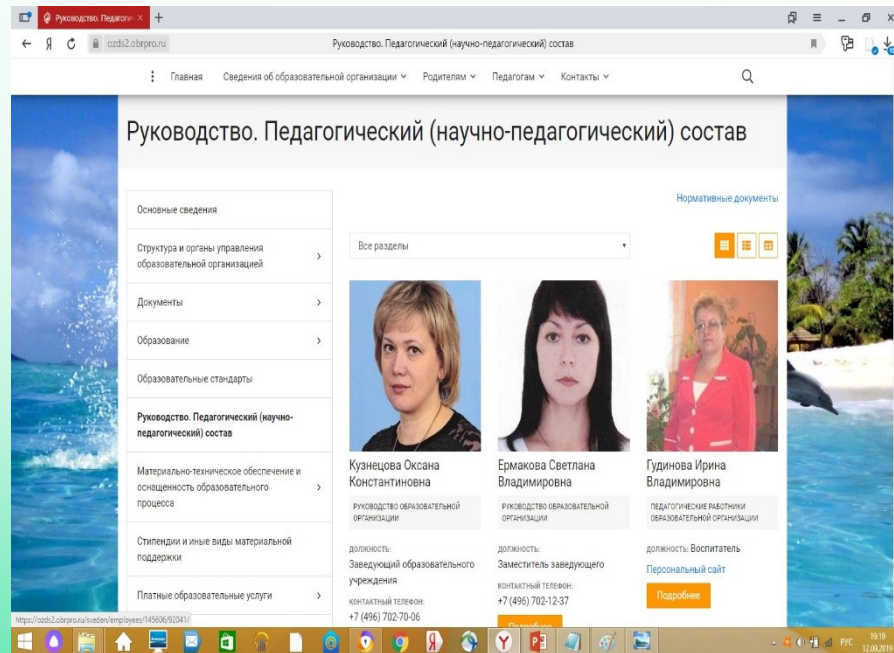 Руководство. Педагогич
ozds2.obrpro.ru
Руководство. Педагогический (научно-педагогический) состав
Главная Сведения об образовательной организации Родителям Педагогам Контакты
Руководство. Педагогический (научно-педагогический) состав
Нормативные документы
Все разделы
Основные сведения
Структура и органы управления
образовательной организацией
Документы
Образование
Образовательные стандарты
Руководство. Педагогический (научно-
педагогический) состав
Материально-техническое обеспечение и
оснащенность образовательного
процесса
Стипендии и иные виды материальной
поддержки
Платные образовательные услуги
Кузнецова Оксана
Константиновна
РУКОВОДСТВО ОБРАЗОВАТЕЛЬНОЙ
ОРГАНИЗАЦИИ
ДОЛЖНОСТЬ:
Заведующий образовательного
учреждения
КОНТАКТНЫЙ ТЕЛЕФОН:
+7 (496) 702-70-06
Ермакова Светлана
Владимировна
РУКОВОДСТВО ОБРАЗОВАТЕЛЬНОЙ
ОРГАНИЗАЦИИ
ДОЛЖНОСТЬ:
Заместитель заведующего
КОНТАКТНЫЙ ТЕЛЕФОН:
+7 (496) 702-12-37
Подробнее
Гудинова Ирина
Владимировна
ПЕДАГОГИЧЕСКИЕ РАБОТНИКИ
ОБРАЗОВАТЕЛЬНОЙ ОРГАНИЗАЦИИ
ДОЛЖНОСТЬ: Воспитатель
Персональный сайт
Подробнее
https://ozds2.obrpro.ru/sveden/employees/145606/92041/
РУС
19:19
12.09.2019